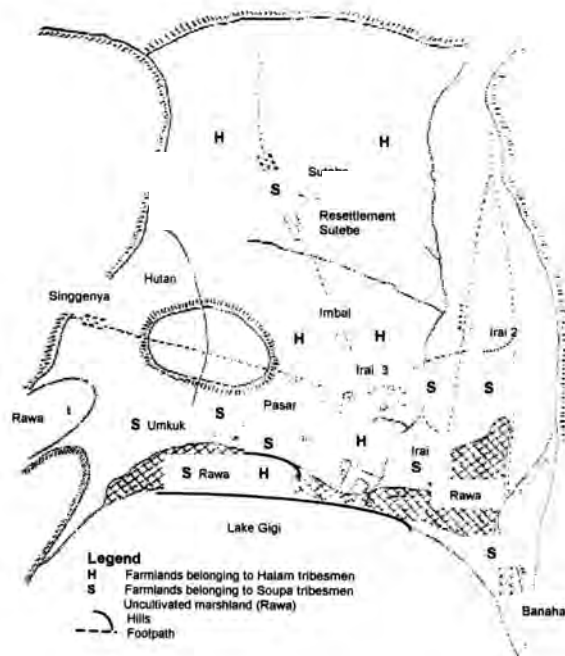 H
H
S
Resettlement
Sutebe
Hutan
Singgenya
Imbai
H
H
Irai 2
Irai 3
S
S
Rawa
S
Pasar
S Umkuk
S
H
Irai
S
S Rawa H
Rawa
Lake Gigi
S
Legend
H Farmlands belonging to Halam tribesmen
S Farmlands belonging to Soupa tribesmen
Uncultivated marshland (Rawa)
Hills
Footpath
Banaha